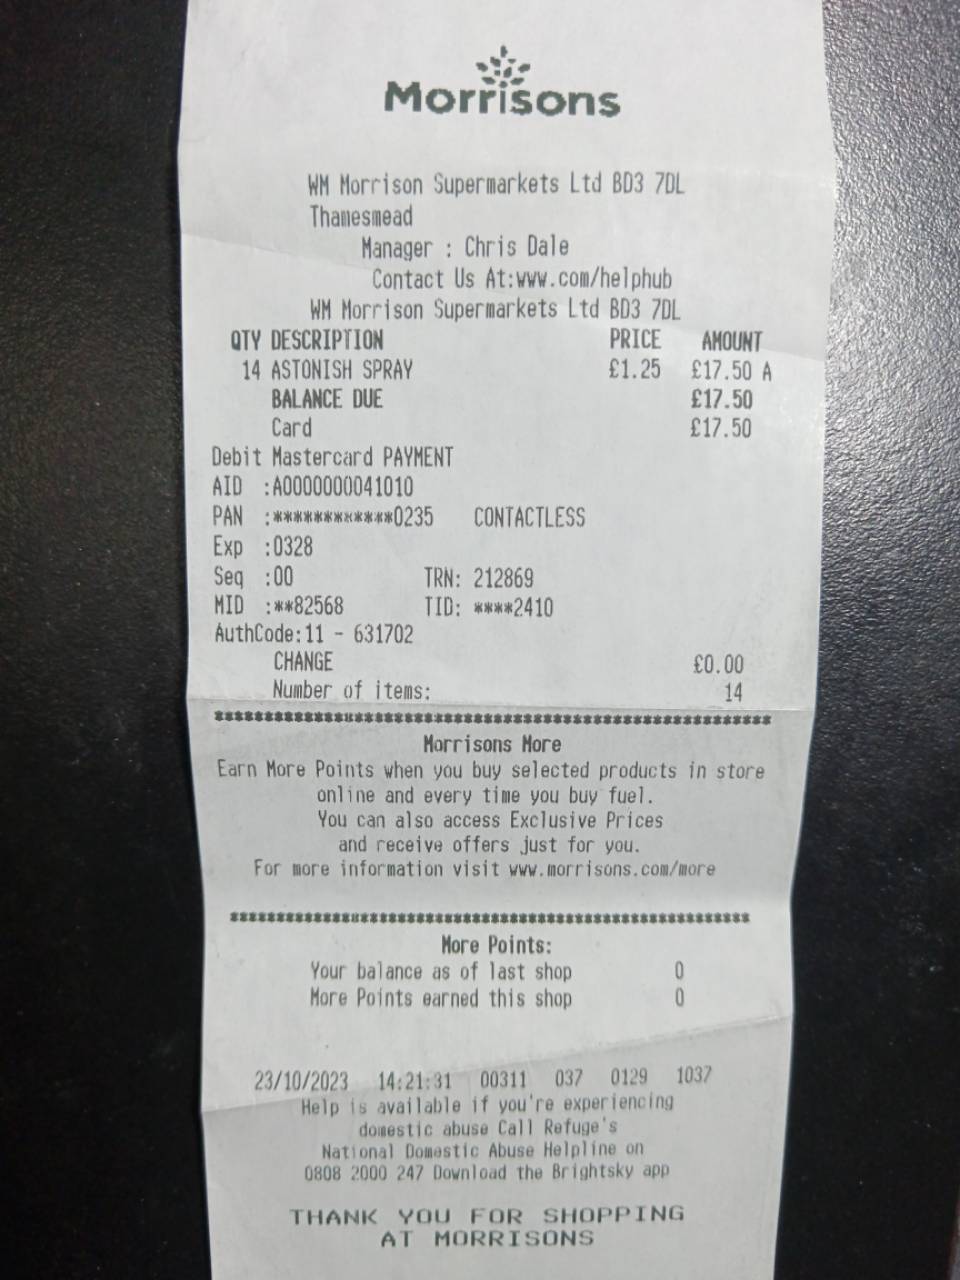 Morrisons
WM Morrison Supermarkets Ltd BD3 7DL
Thamesmead
Manager : Chris Dale
Contact Us At:www.com/helphub
WM Morrison Supermarkets Ltd BD3 7DL
QTY DESCRIPTION PRICE AMOUNT
14 ASTONISH SPRAY £1.25 £17.50 A
BALANCE DUE £17.50
Card £17.50
Debit Mastercard PAYMENT
AID :A0000000041010
PAN :************0235 CONTACTLESS
Exp :0328
Seq :00 TRN: 212869
MID :**82568 TID: ****2410
AuthCode:11 - 631702
CHANGE £0.00
Number of items: 14
********************************************************
Morrisons More
Earn More Points when you buy selected products in store
online and every time you buy fuel.
You can also access Exclusive Prices
and receive offers just for you.
For more information visit www.morrisons.com/more
********************************************************
More Points:
Your balance as of last shop 0
More Points earned this shop 0
23/10/2023 14:21:31 00311 037 0129 1037
Help is available if you're experiencing
domestic abuse Call Refuge's
National Domestic Abuse Helpline on
0808 2000 247 Download the Brightsky app
THANK YOU FOR SHOPPING
AT MORRISONS